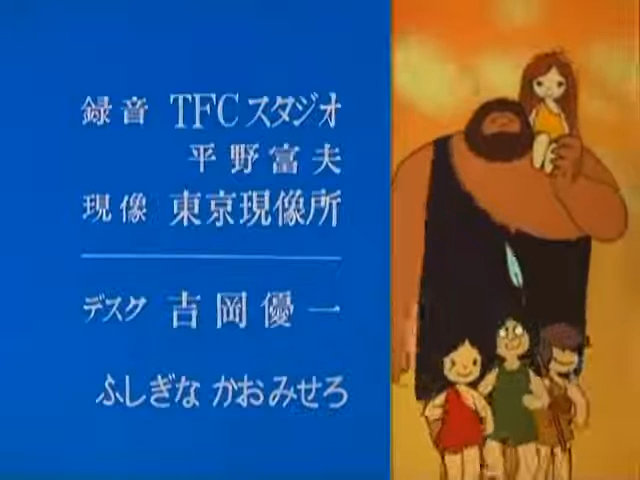 録音 TFCスタジオ
平野富夫
現像 東京現像所
デスク 吉岡優一
ふしぎな かおみせろ